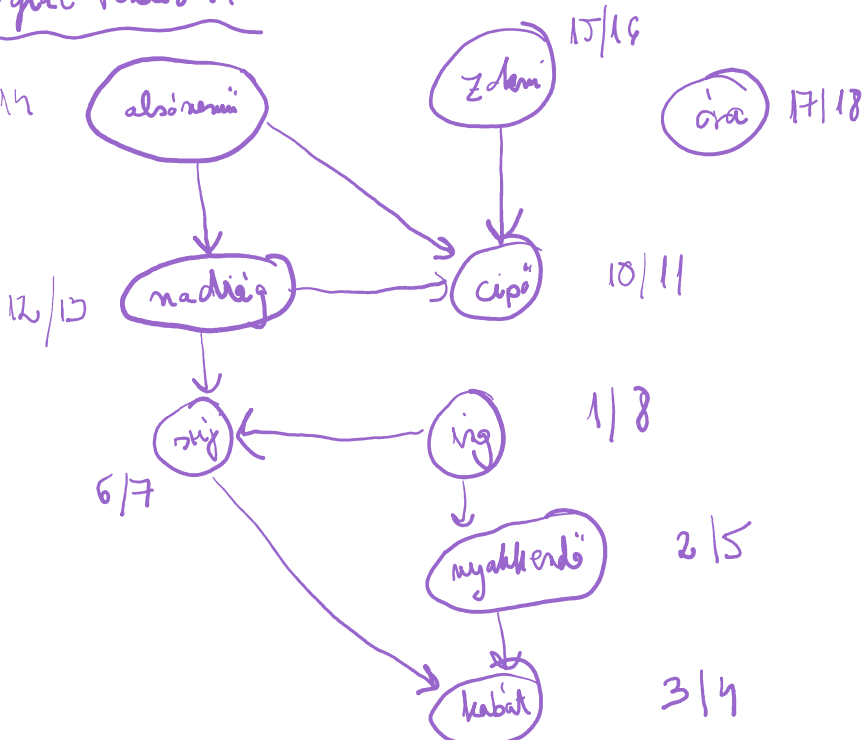 15/16
14
alsónemű
zokni
óra
17/18
nadrág
cipő
10/11
12/13
szíj
ing
1/8
6/7
nyakkendő
2/5
kabát
3/4